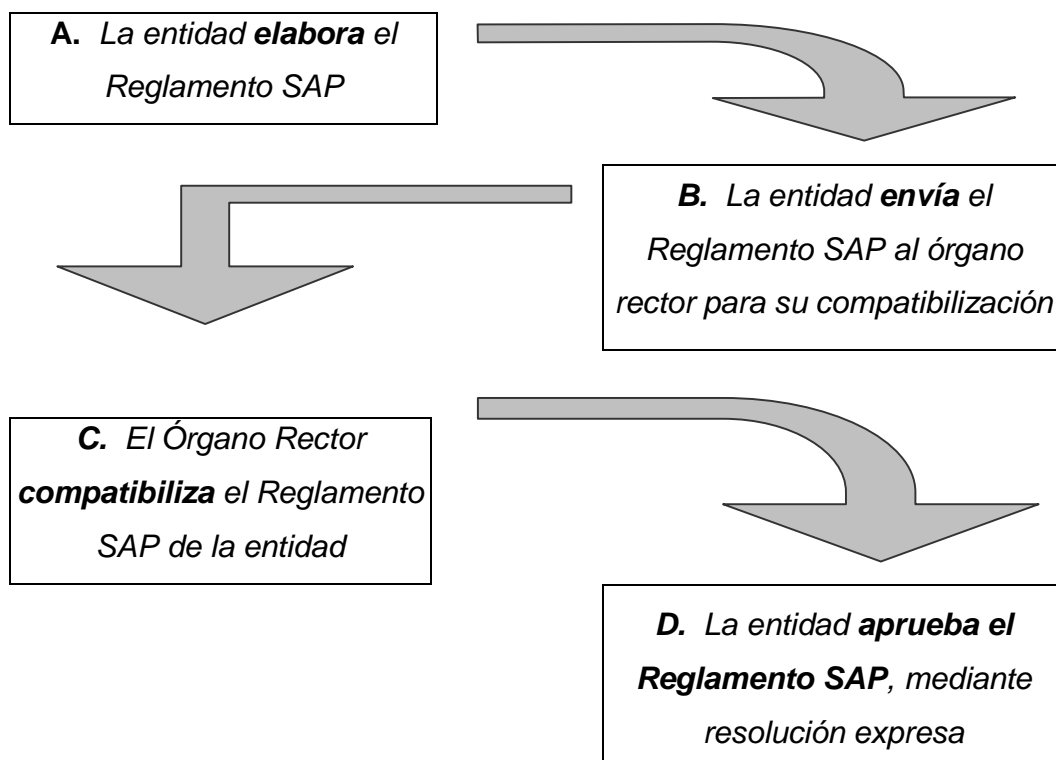 A. La entidad elabora el
Reglamento SAP
B. La entidad envía el
Reglamento SAP al órgano
rector para su compatibilización
C. El Órgano Rector
compatibiliza el Reglamento
SAP de la entidad
D. La entidad aprueba el
Reglamento SAP, mediante
resolución expresa